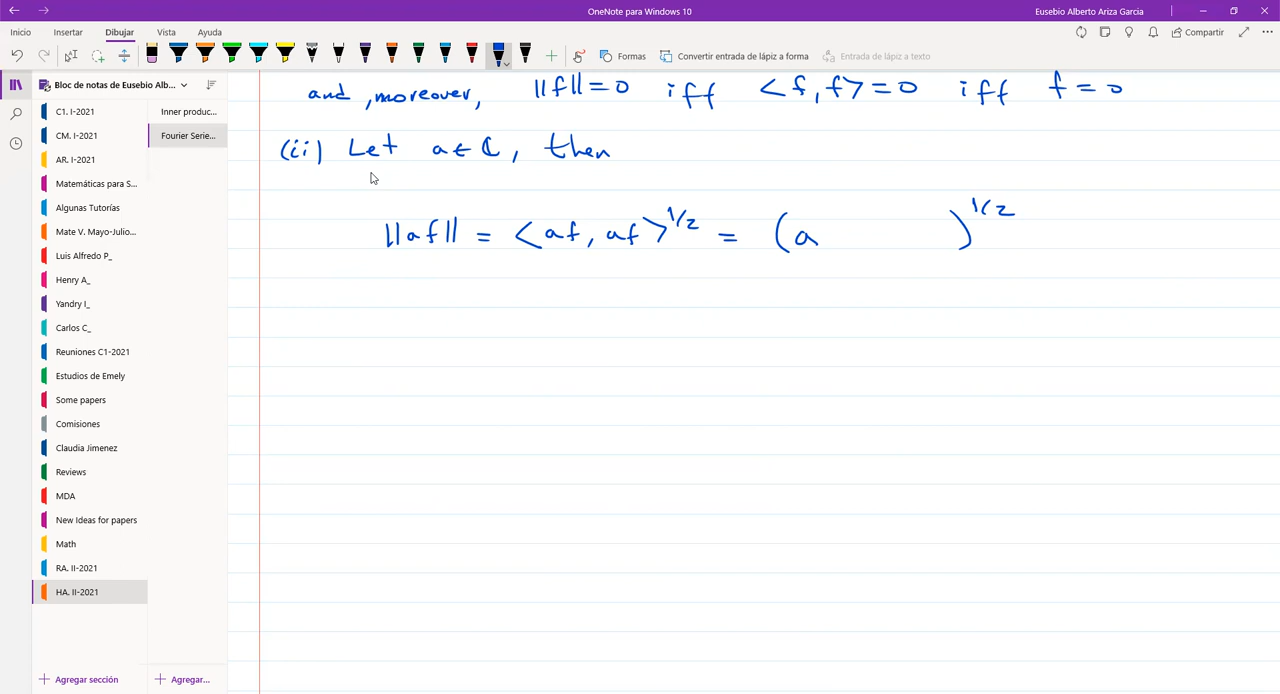 OneNote para Windows 10
Eusebio Alberto Ariza Garcia
Inicio Insertar Dibujar Vista Ayuda
Compartir
Formas Convertir entrada de lápiz a forma Entrada de lápiz a texto
Bloc de notas de Eusebio Alb...
C1. I-2021
CM. I-2021
AR. I-2021
Matemáticas para S...
Algunas Tutorías
Mate V. Mayo-Julio...
Luis Alfredo P_
Henry A_
Yandry I_
Carlos C_
Reuniones C1-2021
Estudios de Emely
Some papers
Comisiones
Claudia Jimenez
Reviews
MDA
New Ideas for papers
Math
RA. II-2021
HA. II-2021
Agregar sección
Inner produc...
Fourier Serie...
Agregar...
and , moreover, ||f|| = 0 iff <f, f> = 0 iff f = 0
(ii) Let a ∈ ℂ, then
||af|| = <af, af>^1/2 = (a )^1/2